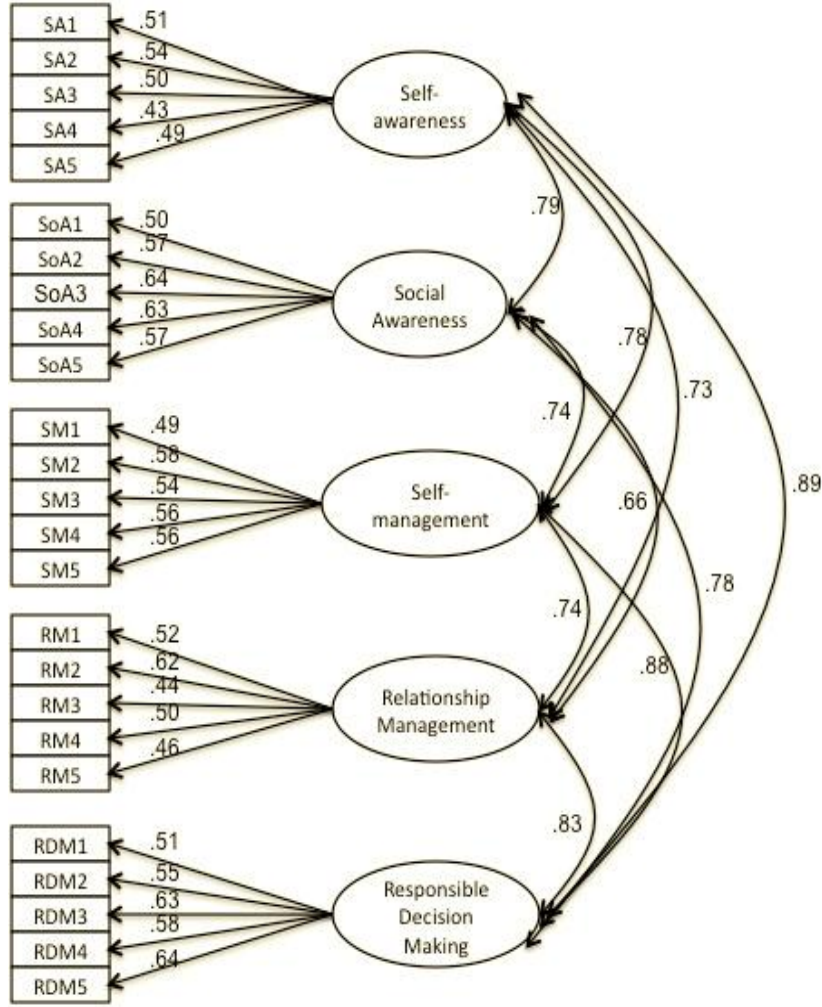 SA1
.51
SA2
.54
SA3
.50
SA4
.43
SA5
.49
Self-
awareness
SoA1
.50
SoA2
.57
SoA3
.64
SoA4
.63
SoA5
.57
Social
Awareness
SM1
.49
SM2
.58
SM3
.54
SM4
.56
SM5
.56
Self-
management
RM1
.52
RM2
.62
RM3
.44
RM4
.50
RM5
.46
Relationship
Management
RDM1
.51
RDM2
.55
RDM3
.63
RDM4
.58
RDM5
.64
Responsible
Decision
Making
.79
.78
.73
.74
.89
.66
.78
.74
.88
.83